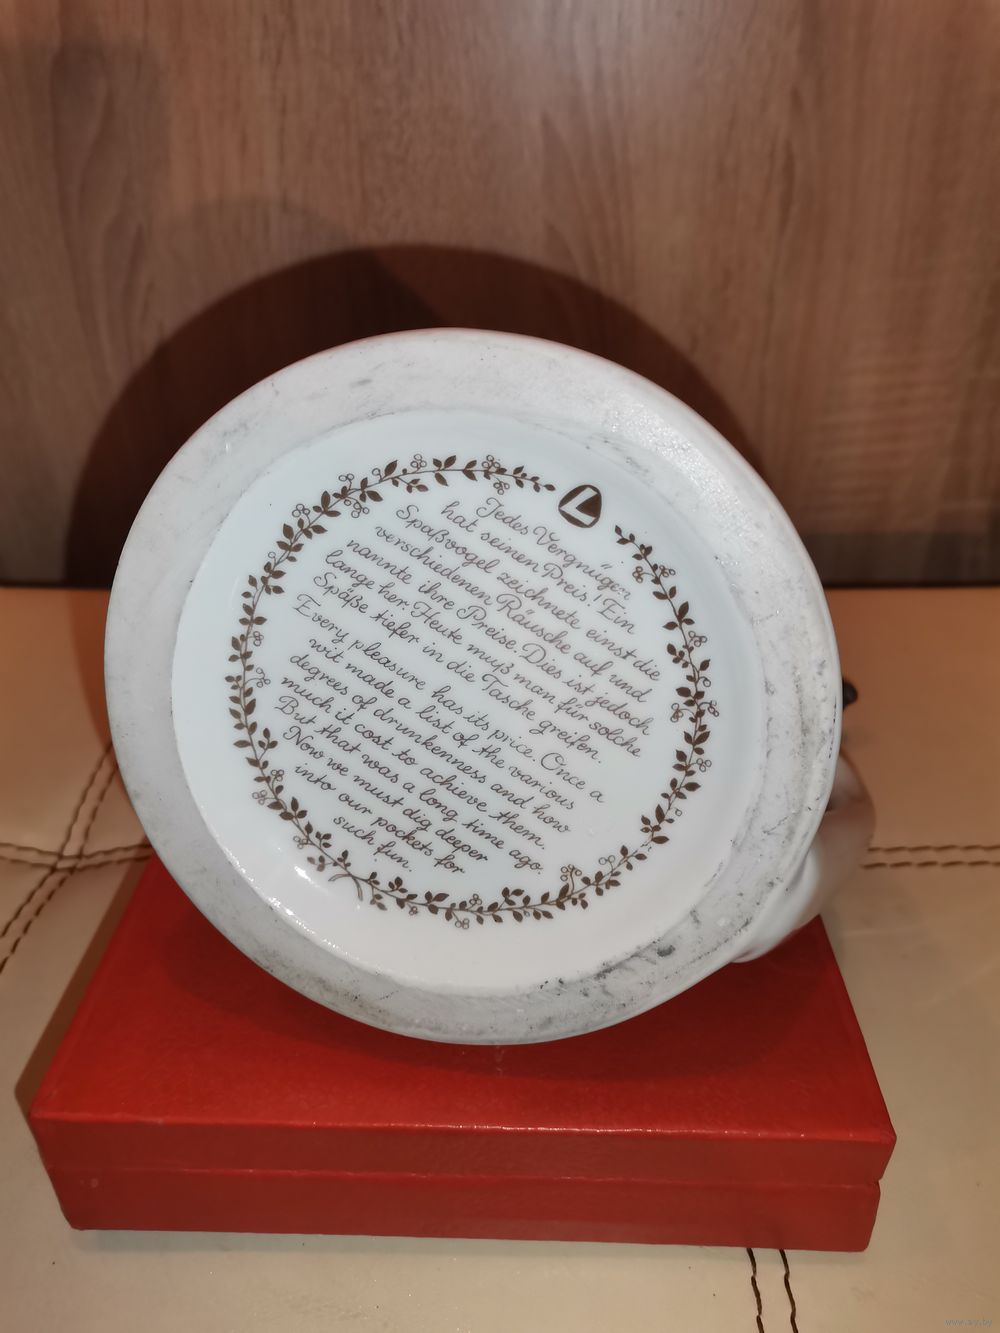 L
Jedes Vergnügen
hat seinen Preis! Ein
Spaßvogel zeichnete einst die
verschiedenen Räusche auf und
nannte ihre Preise. Dies ist jedoch
lange her. Heute muß man für solche
Späße tiefer in die Tasche greifen.
Every pleasure has its price. Once a
wit made a list of the various
degrees of drunkenness and how
much it cost to achieve them.
But that was a long time ago.
Now we must dig deeper
into our pockets for
such fun.
www.ay.by